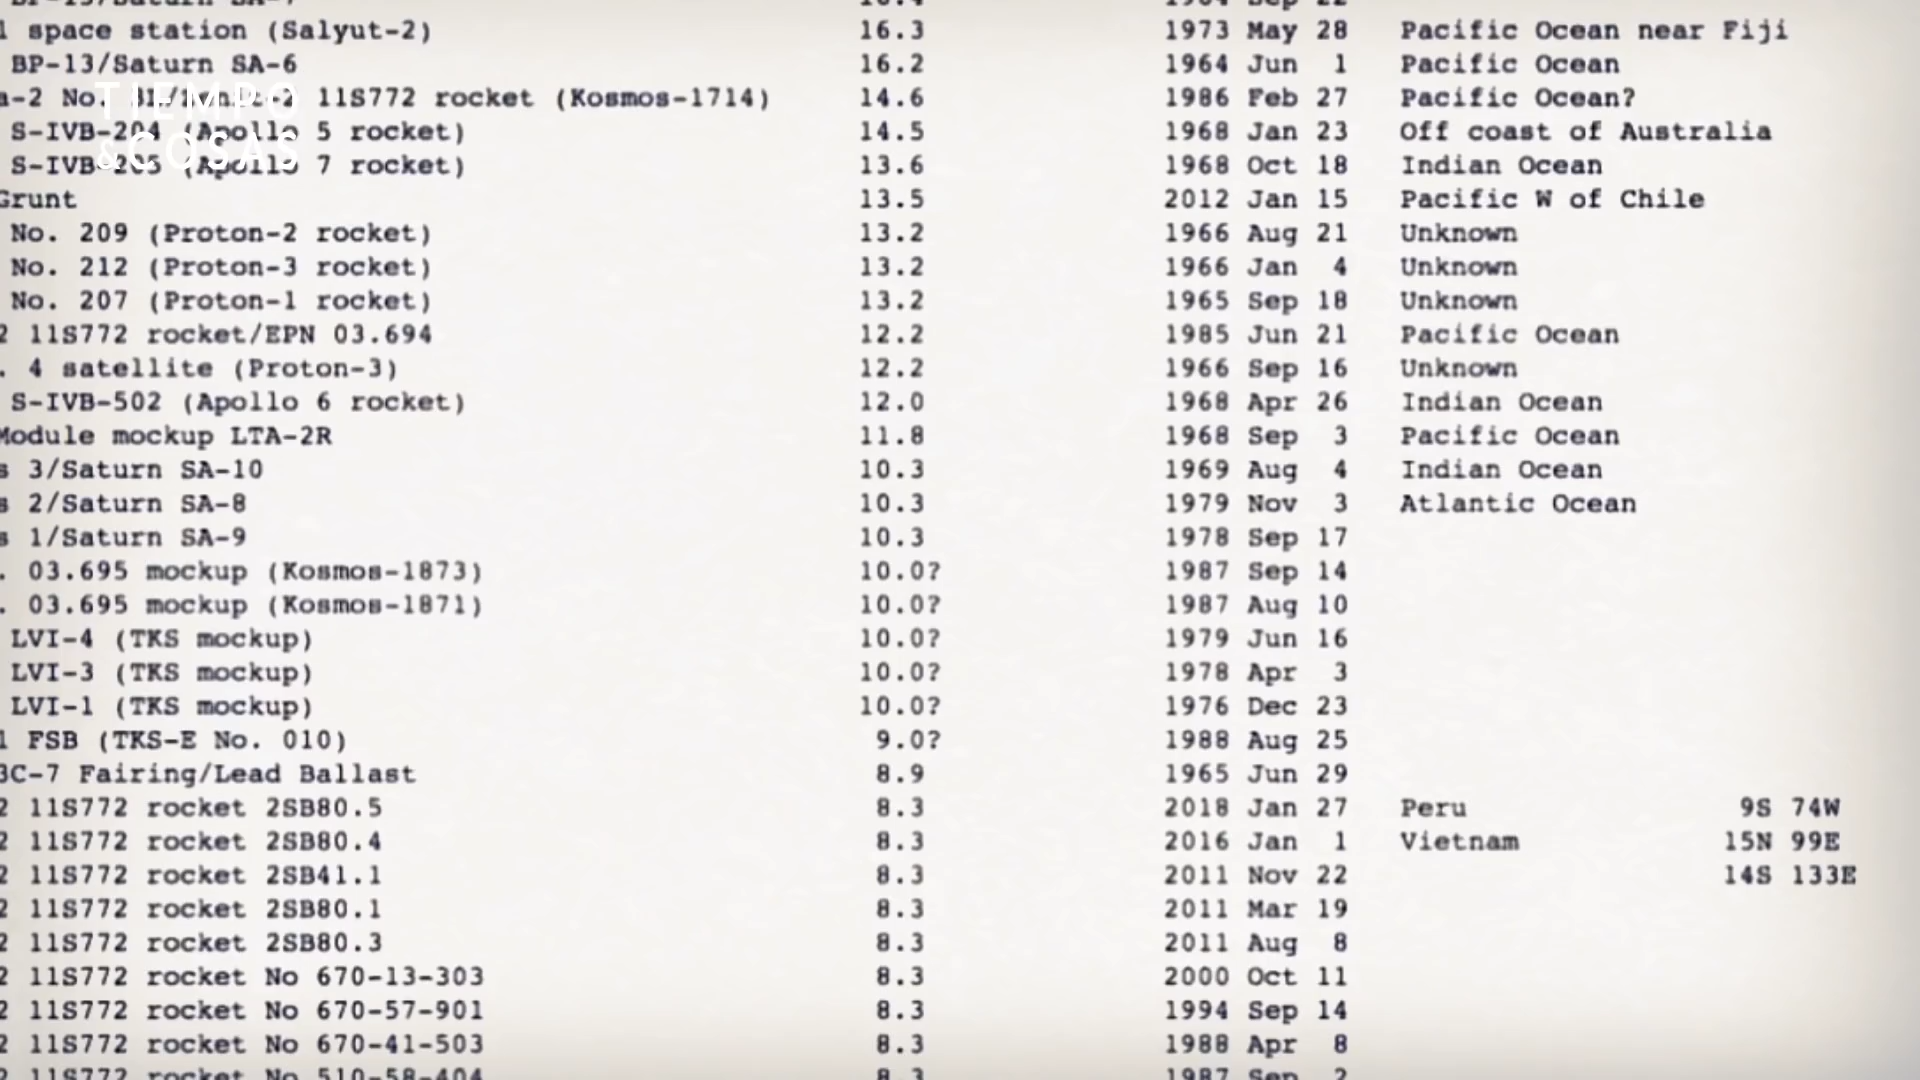 1 space station (Salyut-2) 16.3 1973 May 28 Pacific Ocean near Fiji
BP-13/Saturn SA-6 16.2 1964 Jun 1 Pacific Ocean
TIEMPO
&COSAS
a-2 No. 11S772 rocket (Kosmos-1714) 14.6 1986 Feb 27 Pacific Ocean?
S-IVB-204 (Apollo 5 rocket) 14.5 1968 Jan 23 Off coast of Australia
S-IVB-205 (Apollo 7 rocket) 13.6 1968 Oct 18 Indian Ocean
Grunt 13.5 2012 Jan 15 Pacific W of Chile
No. 209 (Proton-2 rocket) 13.2 1966 Aug 21 Unknown
No. 212 (Proton-3 rocket) 13.2 1966 Jan 4 Unknown
No. 207 (Proton-1 rocket) 13.2 1965 Sep 18 Unknown
2 11S772 rocket/EPN 03.694 12.2 1985 Jun 21 Pacific Ocean
. 4 satellite (Proton-3) 12.2 1966 Sep 16 Unknown
S-IVB-502 (Apollo 6 rocket) 12.0 1968 Apr 26 Indian Ocean
Module mockup LTA-2R 11.8 1968 Sep 3 Pacific Ocean
s 3/Saturn SA-10 10.3 1969 Aug 4 Indian Ocean
s 2/Saturn SA-8 10.3 1979 Nov 3 Atlantic Ocean
s 1/Saturn SA-9 10.3 1978 Sep 17
. 03.695 mockup (Kosmos-1873) 10.0? 1987 Sep 14
. 03.695 mockup (Kosmos-1871) 10.0? 1987 Aug 10
LVI-4 (TKS mockup) 10.0? 1979 Jun 16
LVI-3 (TKS mockup) 10.0? 1978 Apr 3
LVI-1 (TKS mockup) 10.0? 1976 Dec 23
1 FSB (TKS-E No. 010) 9.0? 1988 Aug 25
3C-7 Fairing/Lead Ballast 8.9 1965 Jun 29
2 11S772 rocket 2SB80.5 8.3 2018 Jan 27 Peru 9S 74W
2 11S772 rocket 2SB80.4 8.3 2016 Jan 1 Vietnam 15N 99E
2 11S772 rocket 2SB41.1 8.3 2011 Nov 22 14S 133E
2 11S772 rocket 2SB80.1 8.3 2011 Mar 19
2 11S772 rocket 2SB80.3 8.3 2011 Aug 8
2 11S772 rocket No 670-13-303 8.3 2000 Oct 11
2 11S772 rocket No 670-57-901 8.3 1994 Sep 14
2 11S772 rocket No 670-41-503 8.3 1988 Apr 8
2 11S772 rocket No 510-58-404 8.3 1987 Sep 2